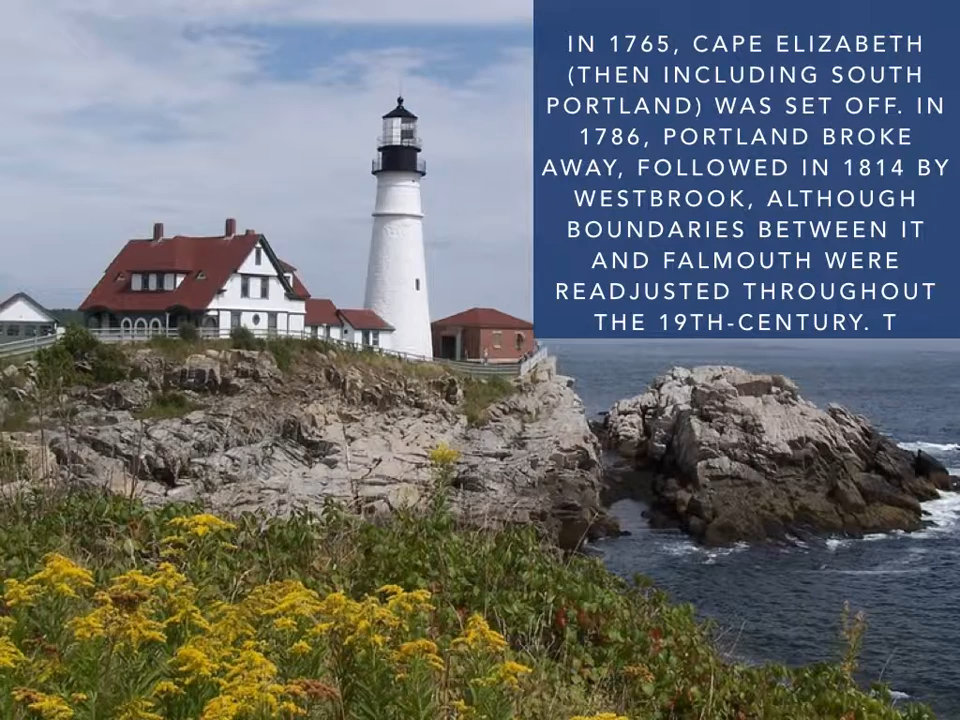 IN 1765, CAPE ELIZABETH
(THEN INCLUDING SOUTH
PORTLAND) WAS SET OFF. IN
1786, PORTLAND BROKE
AWAY, FOLLOWED IN 1814 BY
WESTBROOK, ALTHOUGH
BOUNDARIES BETWEEN IT
AND FALMOUTH WERE
READJUSTED THROUGHOUT
THE 19TH-CENTURY. T